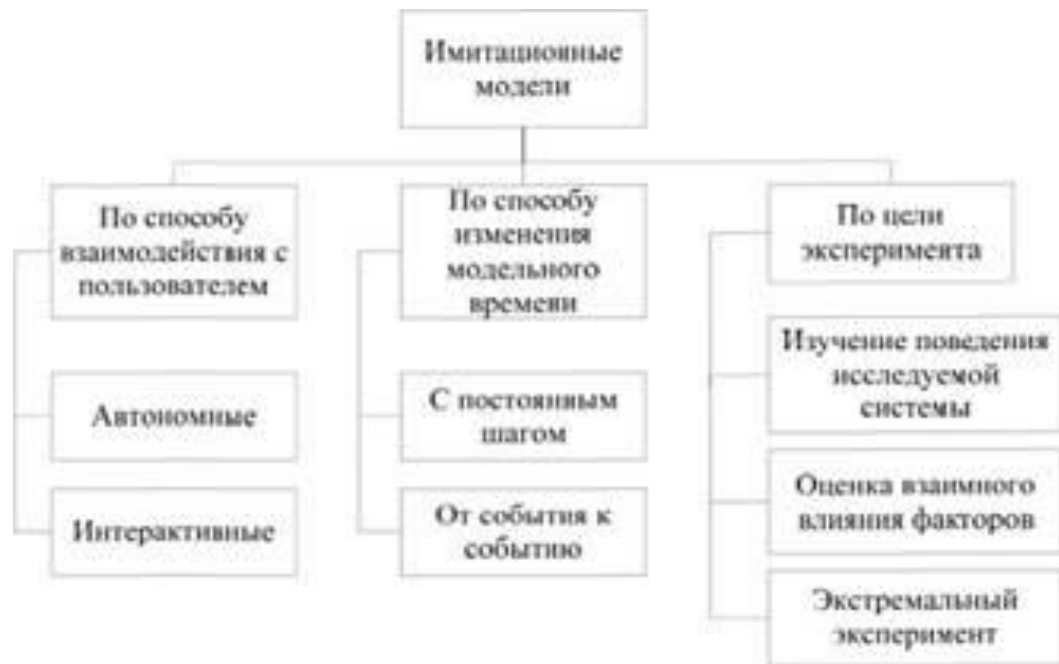 Имитационные
модели
По способу
взаимодействия с
пользователем
Автономные
Интерактивные
По способу
изменения
модельного
времени
С постоянным
шагом
От события к
событию
По цели
эксперимента
Изучение поведения
исследуемой
системы
Оценка взаимного
влияния факторов
Экстремальный
эксперимент